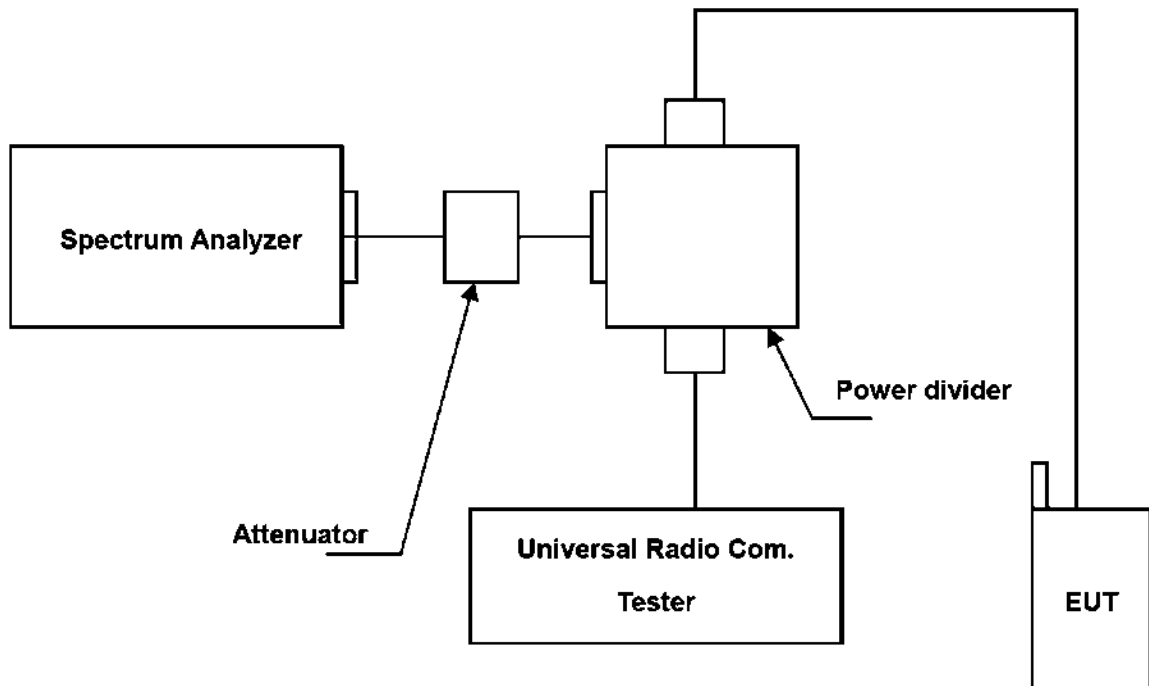 Spectrum Analyzer
Power divider
Attenuator
Universal Radio Com.
Tester
EUT